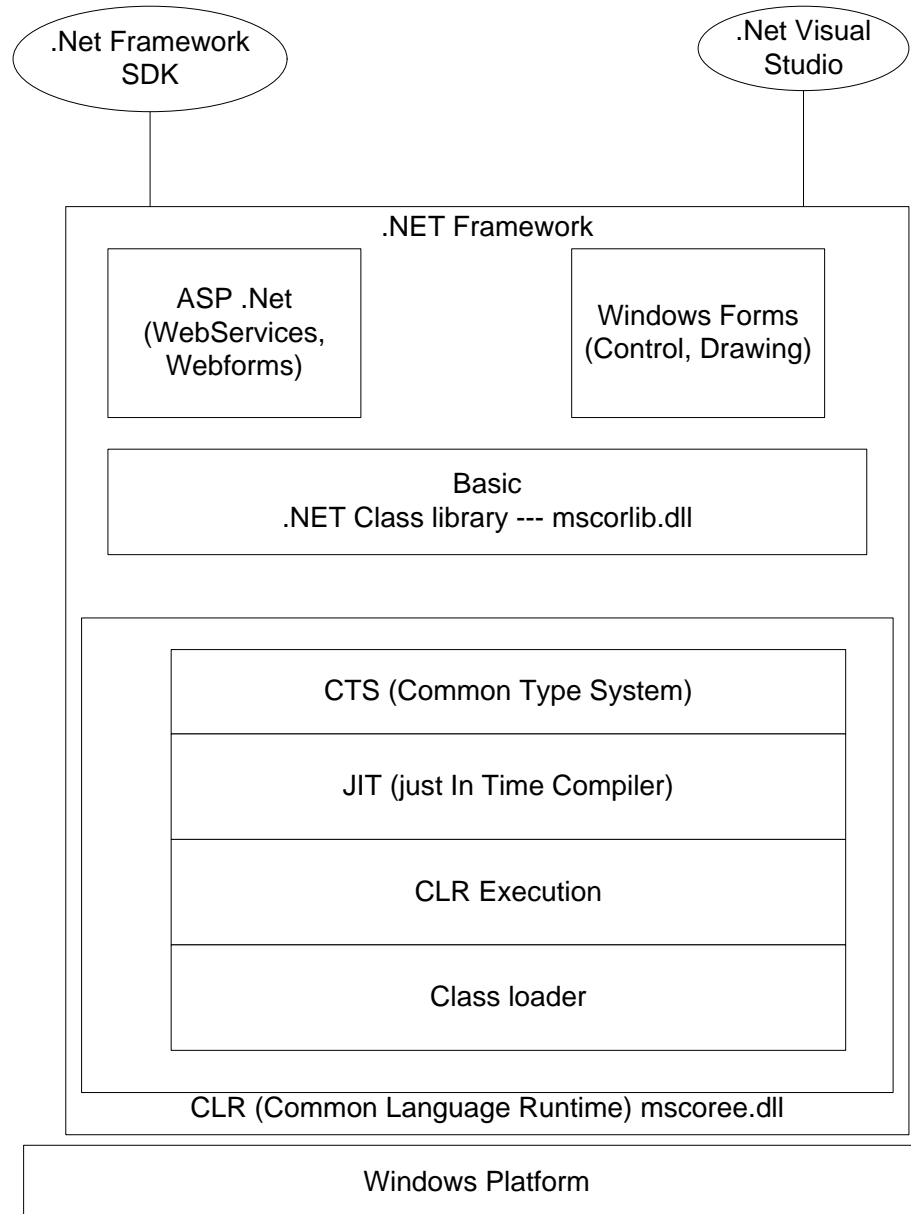 .Net Framework
SDK
.Net Visual
Studio
.NET Framework
ASP .Net
(WebServices,
Webforms)
Windows Forms
(Control, Drawing)
Basic
.NET Class library --- mscorlib.dll
CTS (Common Type System)
JIT (just In Time Compiler)
CLR Execution
Class loader
CLR (Common Language Runtime) mscoree.dll
Windows Platform